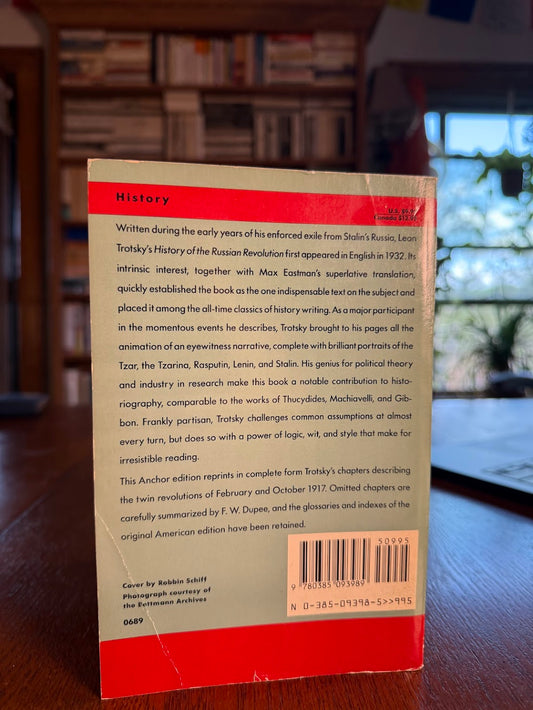 History
U.S. $9.95
Canada $12.95
Written during the early years of his enforced exile from Stalin's Russia, Leon
Trotsky's History of the Russian Revolution first appeared in English in 1932. Its
intrinsic interest, together with Max Eastman's superlative translation,
quickly established the book as the one indispensable text on the subject and
placed it among the all-time classics of history writing. As a major participant
in the momentous events he describes, Trotsky brought to his pages all the
animation of an eyewitness narrative, complete with brilliant portraits of the
Tzar, the Tzarina, Rasputin, Lenin, and Stalin. His genius for political theory
and industry in research make this book a notable contribution to histo-
riography, comparable to the works of Thucydides, Machiavelli, and Gib-
bon. Frankly partisan, Trotsky challenges common assumptions at almost
every turn, but does so with a power of logic, wit, and style that make for
irresistible reading.
This Anchor edition reprints in complete form Trotsky's chapters describing
the twin revolutions of February and October 1917. Omitted chapters are
carefully summarized by F. W. Dupee, and the glossaries and indexes of the
original American edition have been retained.
50995
9 780385 093989
N 0-385-09398-5>>995
Cover by Robbin Schiff
Photograph courtesy of
the Bettmann Archives
0689